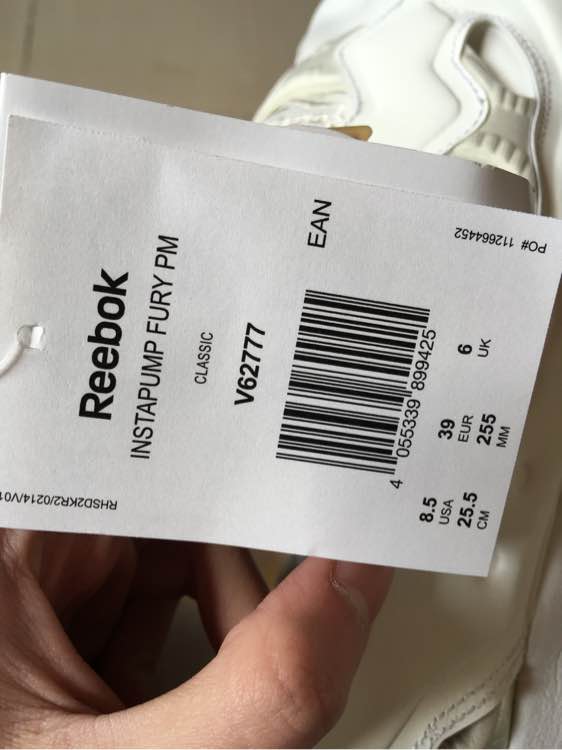 Reebok
INSTAPUMP FURY PM
CLASSIC
V62777
EAN
4 055339 899425
8.5 39 6
USA EUR UK
25.5 255
CM MM
PO# 112664452
RHSD2KR2/0214/V01